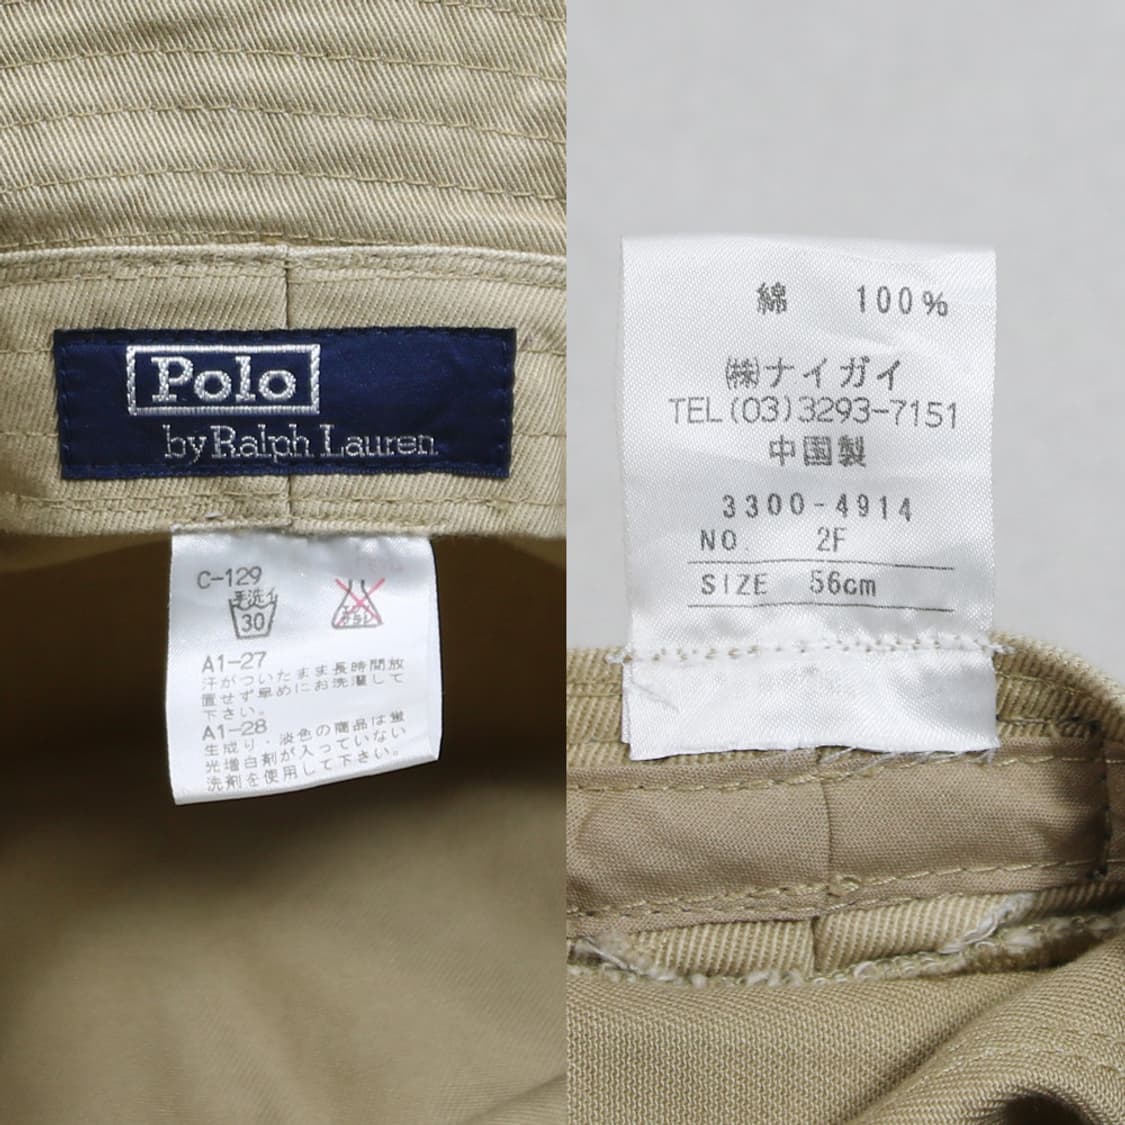 Polo
by Ralph Lauren
C-129
手洗イ
30
A1-27
汗がついたまま長時間放
置せず早めにお洗濯して
下さい。
A1-28
生成り・淡色の商品は蛍
光増白剤が入っていない
洗剤を使用して下さい。
綿 100%
㈱ナイガイ
TEL(03)3293-7151
中国製
3300-4914
NO. 2F
SIZE 56cm